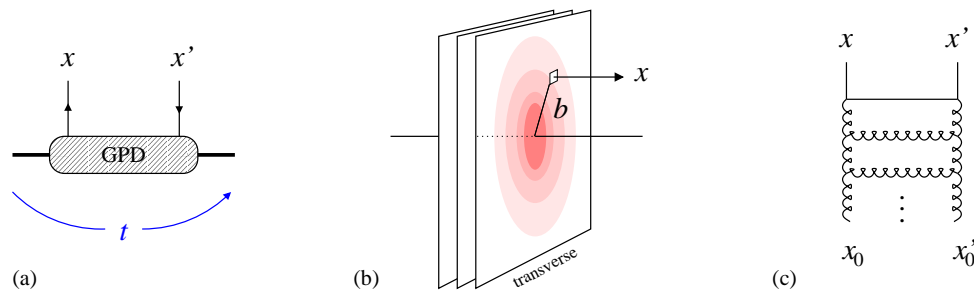 x x'
GPD
t
(a)
x
b
transverse
(b)
x x'
x₀ x₀'
(c)